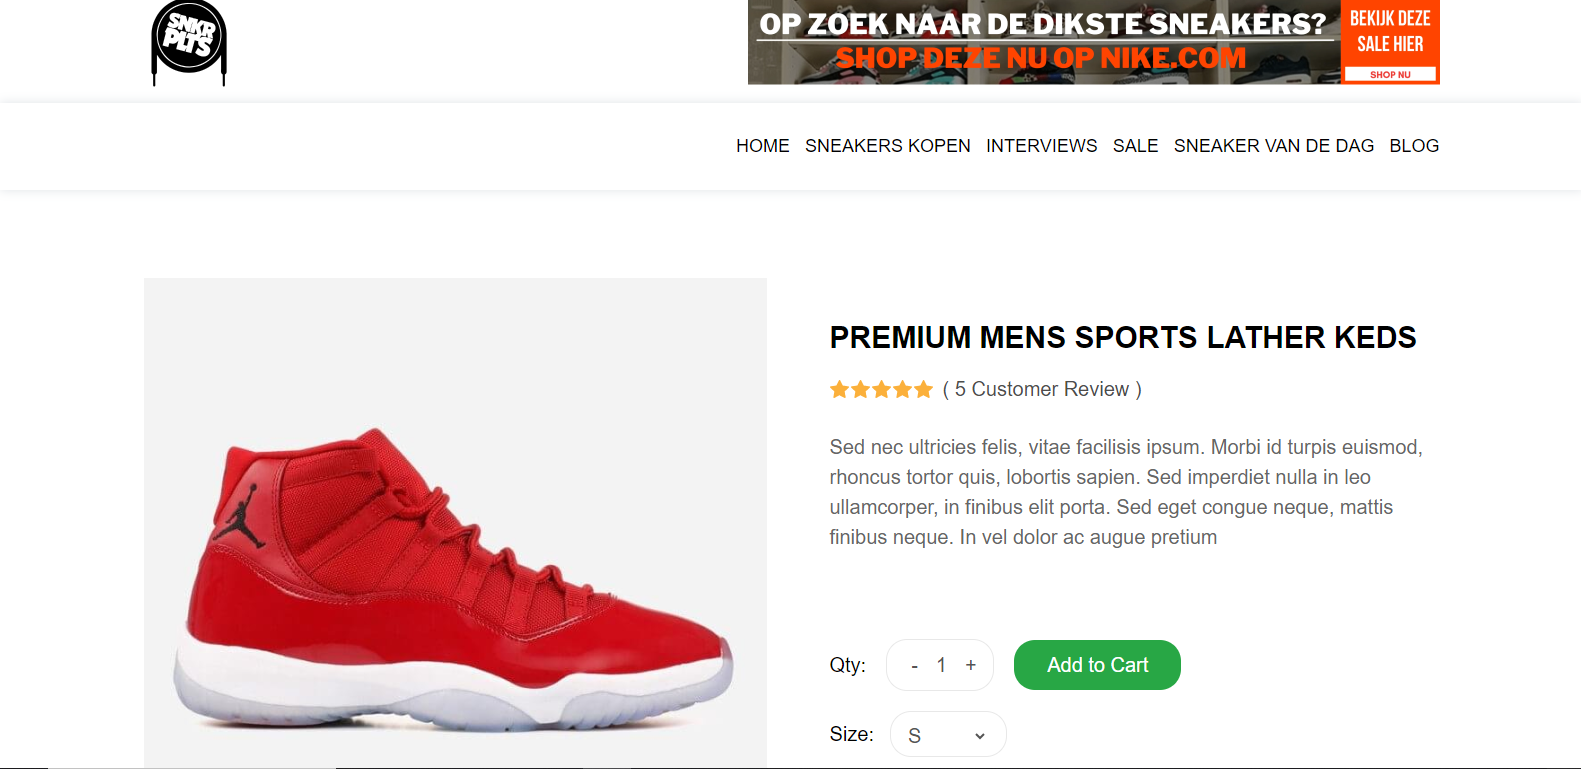 SNKR
PLTS
OP ZOEK NAAR DE DIKSTE SNEAKERS?
SHOP DEZE NU OP NIKE.COM
BEKIJK DEZE
SALE HIER
SHOP NU
HOME SNEAKERS KOPEN INTERVIEWS SALE SNEAKER VAN DE DAG BLOG
PREMIUM MENS SPORTS LATHER KEDS
( 5 Customer Review )
Sed nec ultricies felis, vitae facilisis ipsum. Morbi id turpis euismod,
rhoncus tortor quis, lobortis sapien. Sed imperdiet nulla in leo
ullamcorper, in finibus elit porta. Sed eget congue neque, mattis
finibus neque. In vel dolor ac augue pretium
Qty: - 1 + Add to Cart
Size: S